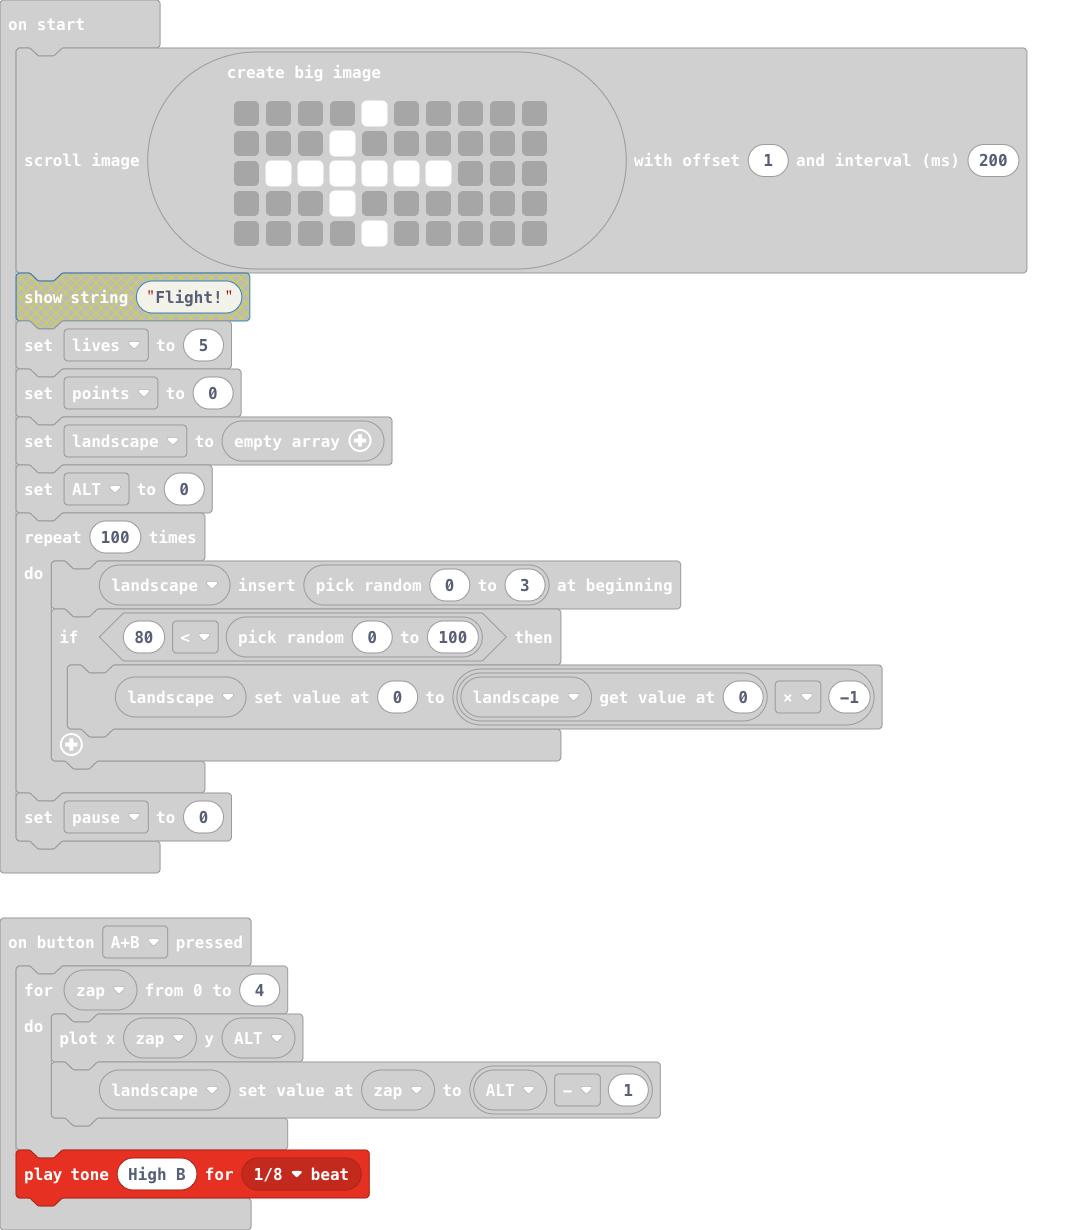 on start
create big image
scroll image with offset 1 and interval (ms) 200
show string "Flight!"
set lives to 5
set points to 0
set landscape to empty array
set ALT to 0
repeat 100 times
do
landscape insert pick random 0 to 3 at beginning
if 80 < pick random 0 to 100 then
landscape set value at 0 to landscape get value at 0 × −1
set pause to 0
on button A+B pressed
for zap from 0 to 4
do
plot x zap y ALT
landscape set value at zap to ALT − 1
play tone High B for 1/8 beat